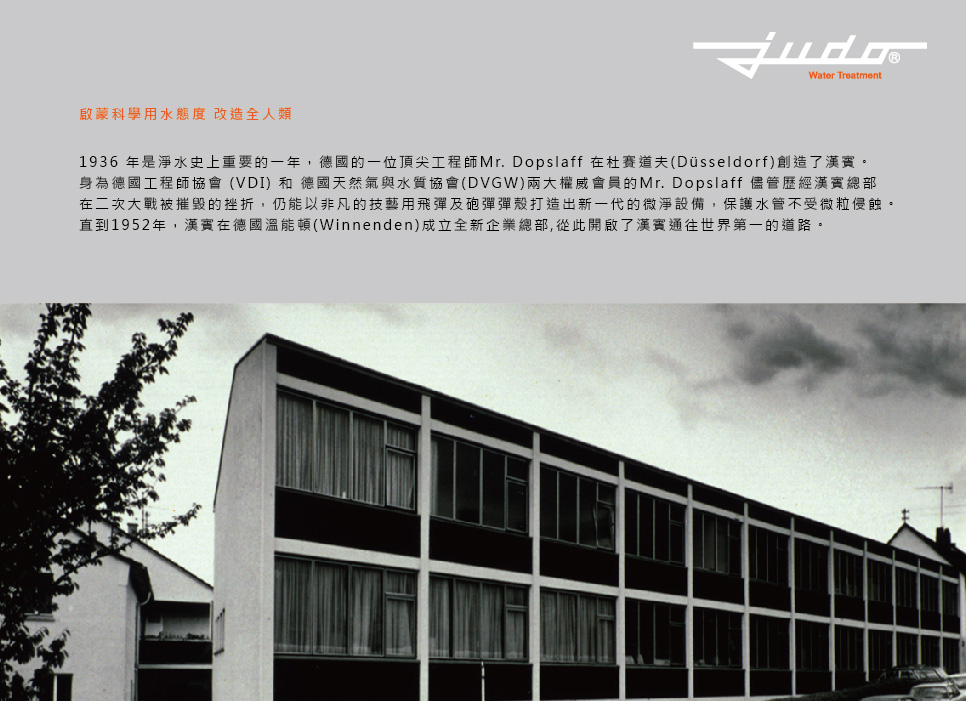 judo®
Water Treatment
啟蒙科學用水態度 改造全人類
1936 年是淨水史上重要的一年，德國的一位頂尖工程師Mr. Dopslaff 在杜賽道夫(Düsseldorf)創造了漢賓。
身為德國工程師協會 (VDI) 和 德國天然氣與水質協會(DVGW)兩大權威會員的Mr. Dopslaff 儘管歷經漢賓總部
在二次大戰被摧毀的挫折，仍能以非凡的技藝用飛彈及砲彈彈殼打造出新一代的微淨設備，保護水管不受微粒侵蝕。
直到1952年，漢賓在德國溫能頓(Winnenden)成立全新企業總部,從此開啟了漢賓通往世界第一的道路。